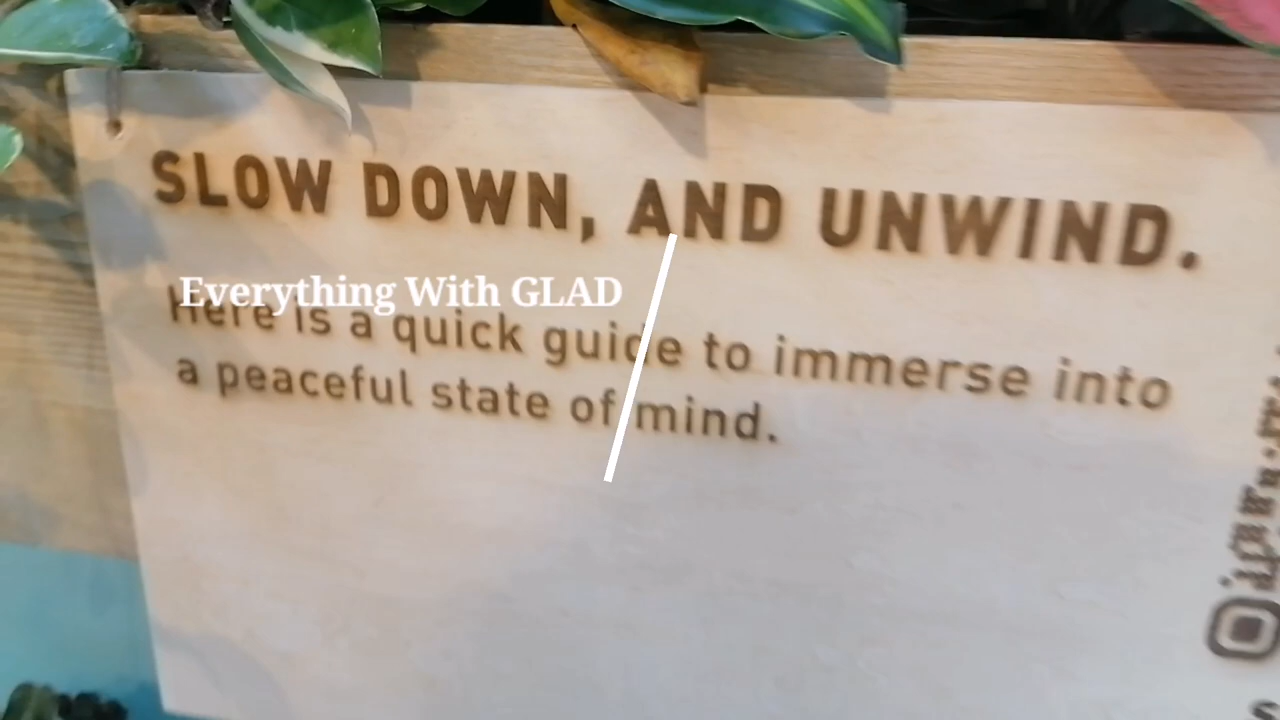 SLOW DOWN, AND UNWIND.
Everything With GLAD
Here is a quick guide to immerse into
a peaceful state of mind.